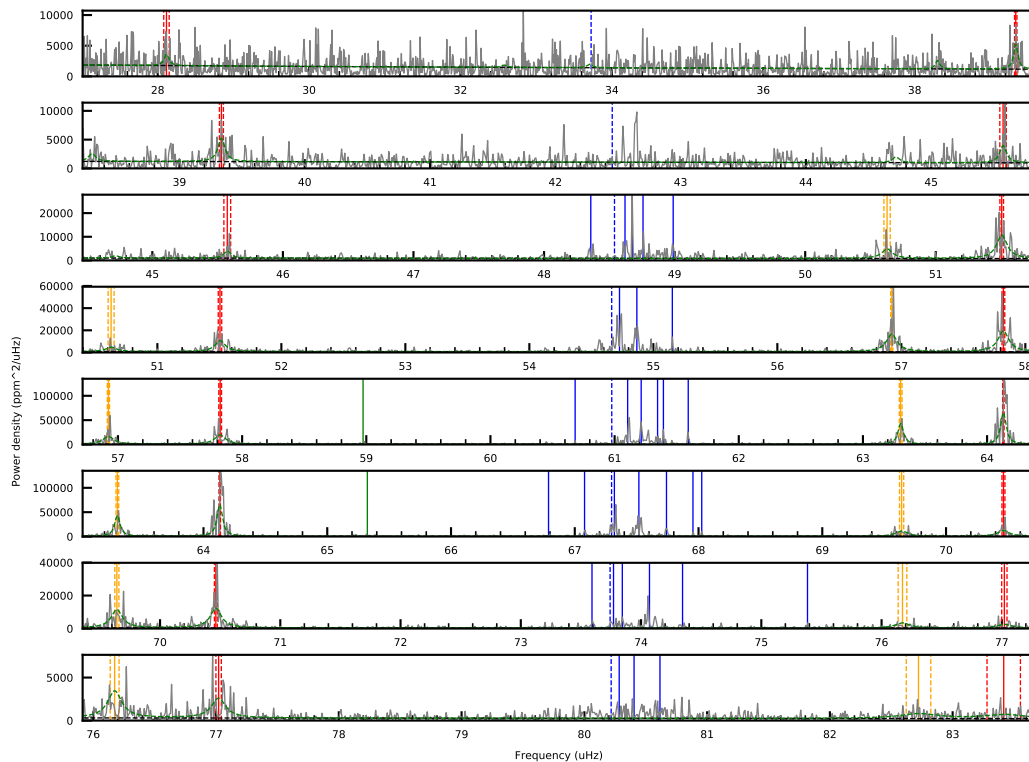 10000
5000
0
28 30 32 34 36 38
10000
5000
0
39 40 41 42 43 44 45
20000
10000
0
45 46 47 48 49 50 51
60000
40000
20000
0
51 52 53 54 55 56 57 58
100000
50000
0
57 58 59 60 61 62 63 64
100000
50000
0
64 65 66 67 68 69 70
40000
20000
0
70 71 72 73 74 75 76 77
5000
0
76 77 78 79 80 81 82 83
Power density (ppm^2/uHz)
Frequency (uHz)